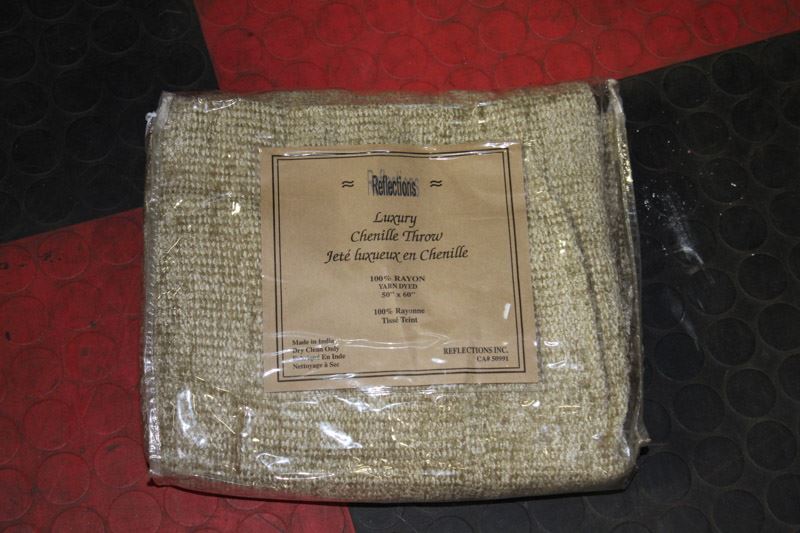 ≈ Reflections ≈
Luxury
Chenille Throw
Jeté luxueux en Chenille
100% RAYON
YARN DYED
50" x 60"
100% Rayonne
Tissé Teint
Made in India
Dry Clean Only
En Inde
Nettoyage à Sec
REFLECTIONS INC.
CA# 50991